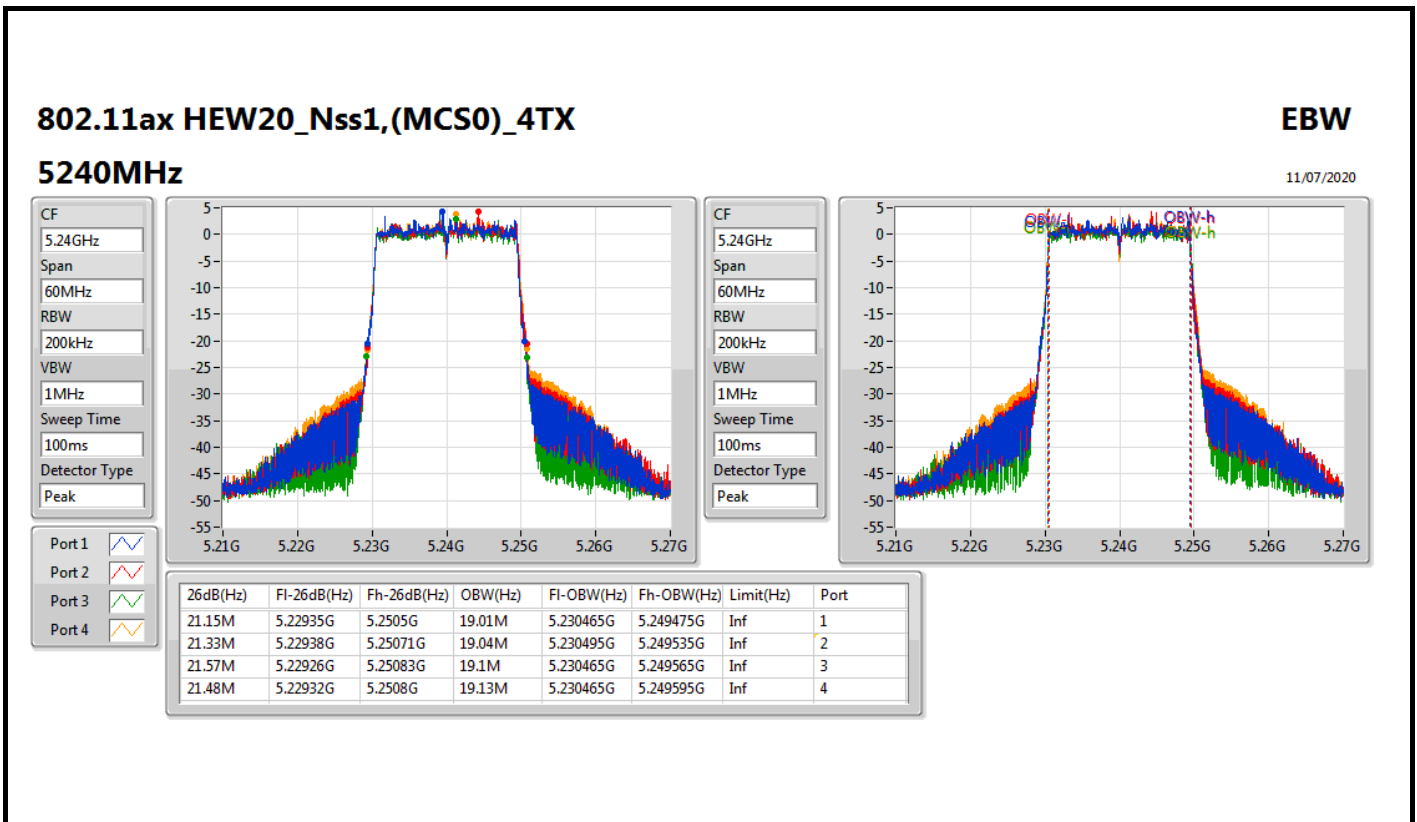 802.11ax HEW20_Nss1,(MCS0)_4TX
EBW
5240MHz
11/07/2020
CF
5.24GHz
Span
60MHz
RBW
200kHz
VBW
1MHz
Sweep Time
100ms
Detector Type
Peak
5
0
-5
-10
-15
-20
-25
-30
-35
-40
-45
-50
-55
5.21G 5.22G 5.23G 5.24G 5.25G 5.26G 5.27G
CF
5.24GHz
Span
60MHz
RBW
200kHz
VBW
1MHz
Sweep Time
100ms
Detector Type
Peak
5
0
-5
-10
-15
-20
-25
-30
-35
-40
-45
-50
-55
OBW-h
5.21G 5.22G 5.23G 5.24G 5.25G 5.26G 5.27G
Port 1
Port 2
Port 3
Port 4
26dB(Hz) Fl-26dB(Hz) Fh-26dB(Hz) OBW(Hz) Fl-OBW(Hz) Fh-OBW(Hz) Limit(Hz) Port
21.15M 5.22935G 5.2505G 19.01M 5.230465G 5.249475G Inf 1
21.33M 5.22938G 5.25071G 19.04M 5.230495G 5.249535G Inf 2
21.57M 5.22926G 5.25083G 19.1M 5.230465G 5.249565G Inf 3
21.48M 5.22932G 5.2508G 19.13M 5.230465G 5.249595G Inf 4